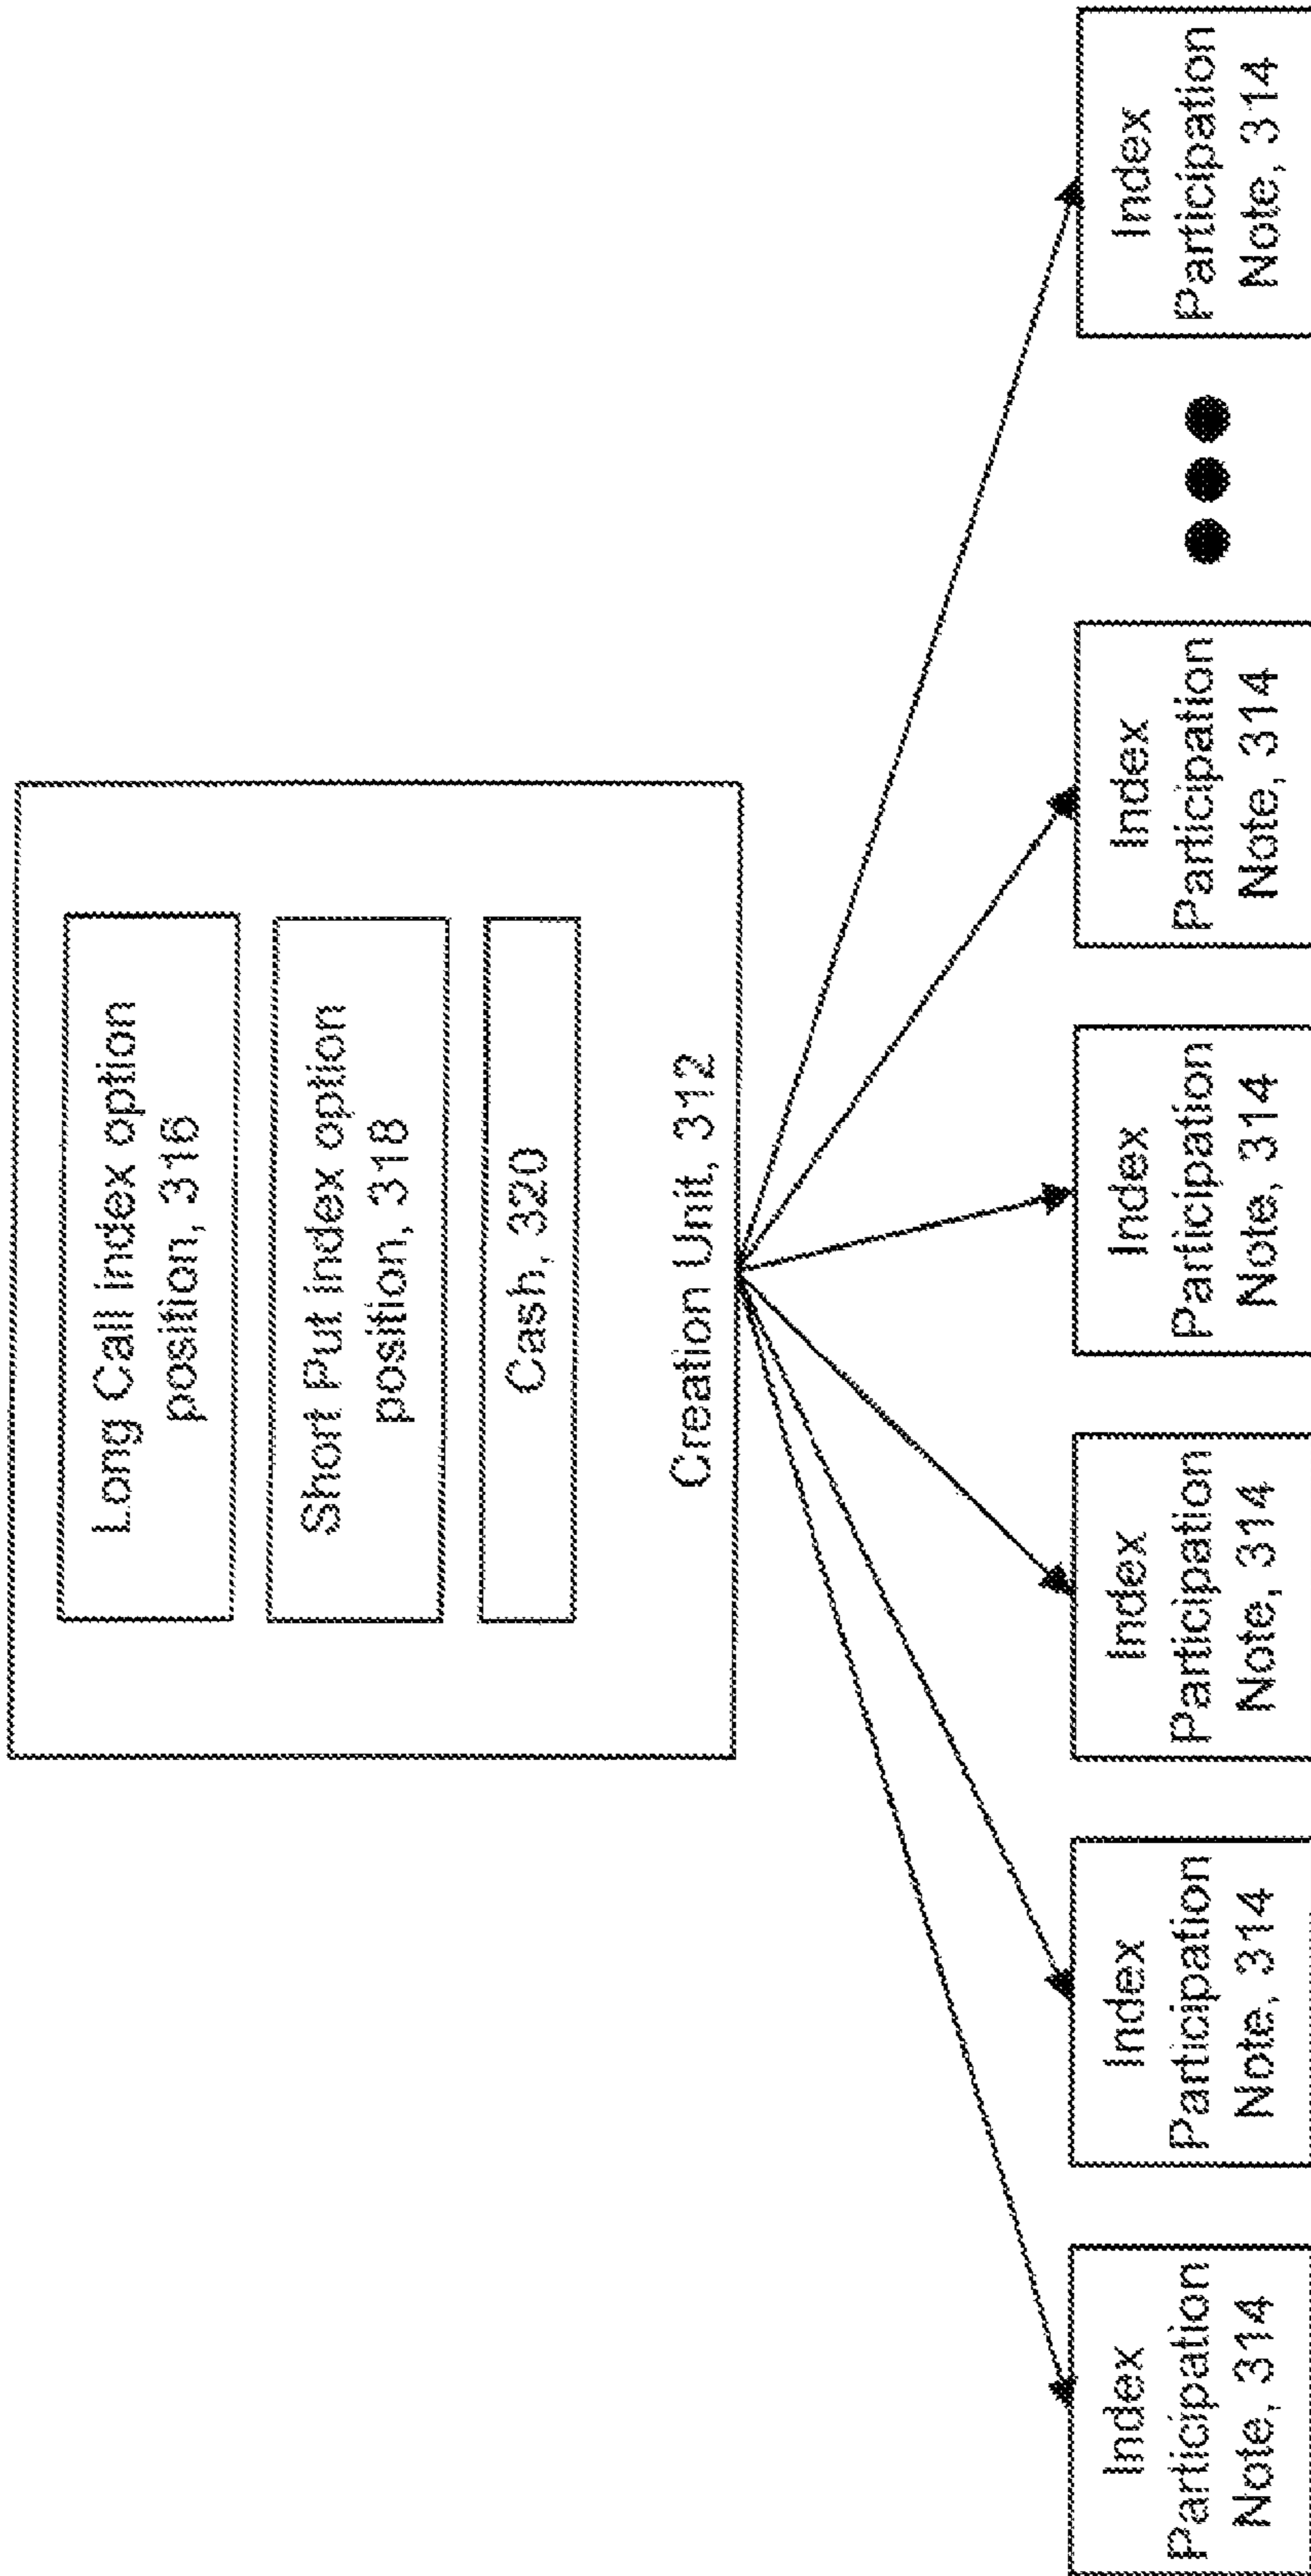 Long Call Index option
position, 316
Short Put Index option
position, 318
Cash, 320
Creation Unit, 312
Index
Participation
Note, 314
Index
Participation
Note, 314
Index
Participation
Note, 314
Index
Participation
Note, 314
Index
Participation
Note, 314
Index
Participation
Note, 314